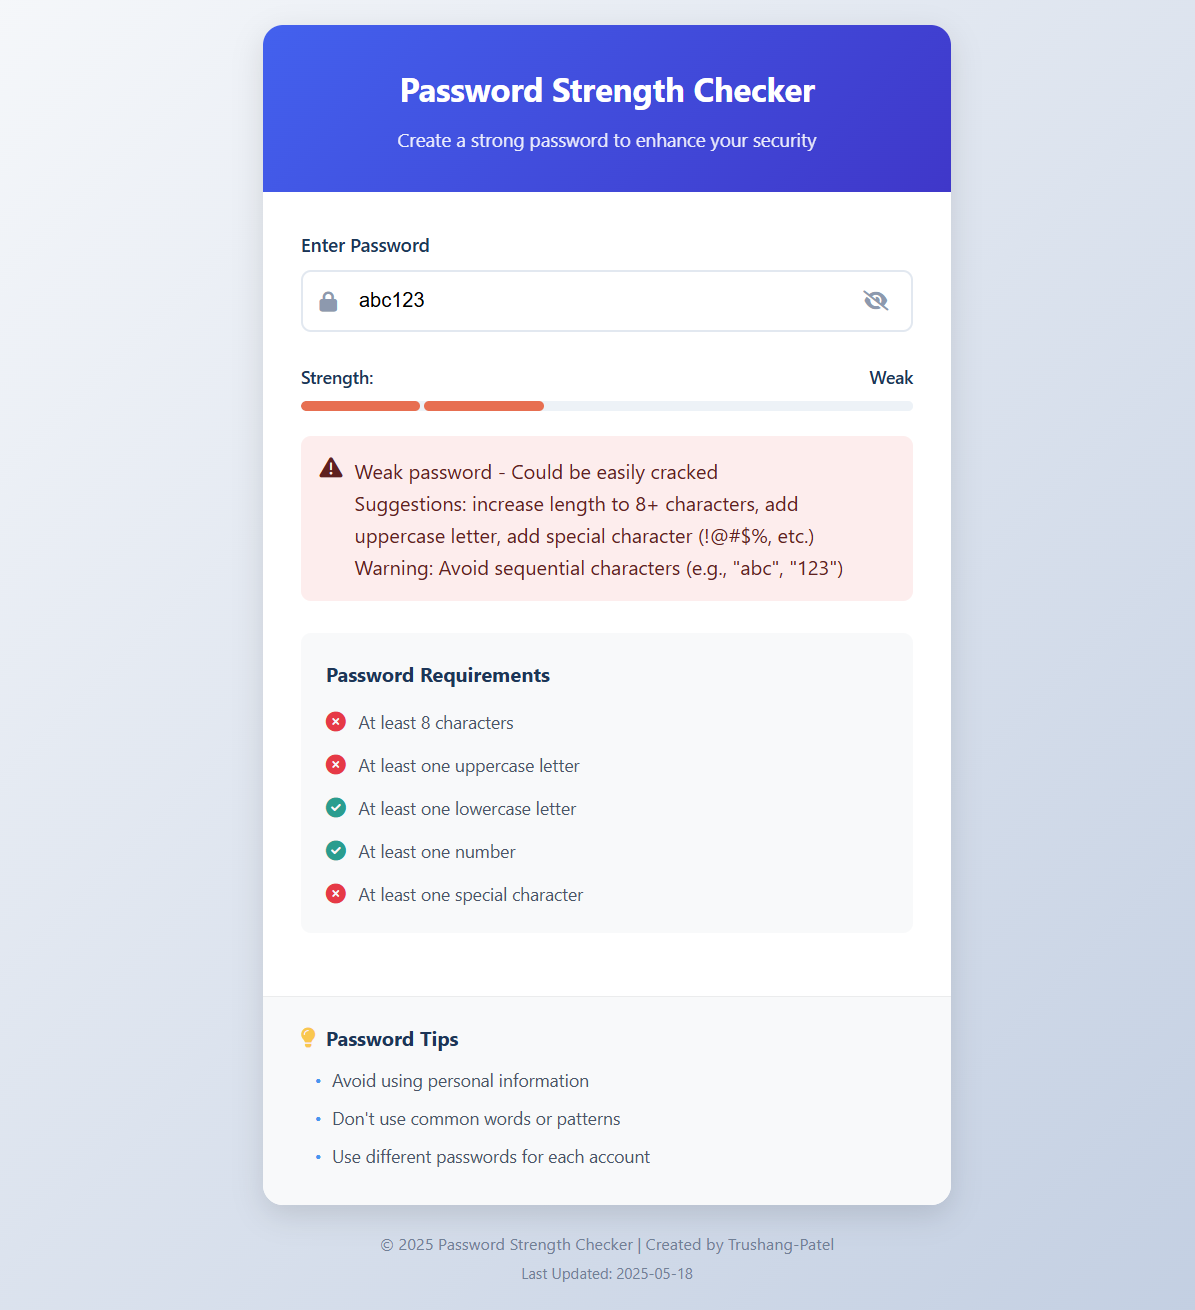 Password Strength Checker
Create a strong password to enhance your security
Enter Password
abc123
Strength: Weak
Weak password - Could be easily cracked
Suggestions: increase length to 8+ characters, add
uppercase letter, add special character (!@#$%, etc.)
Warning: Avoid sequential characters (e.g., "abc", "123")
Password Requirements
At least 8 characters
At least one uppercase letter
At least one lowercase letter
At least one number
At least one special character
Password Tips
• Avoid using personal information
• Don't use common words or patterns
• Use different passwords for each account
© 2025 Password Strength Checker | Created by Trushang-Patel
Last Updated: 2025-05-18